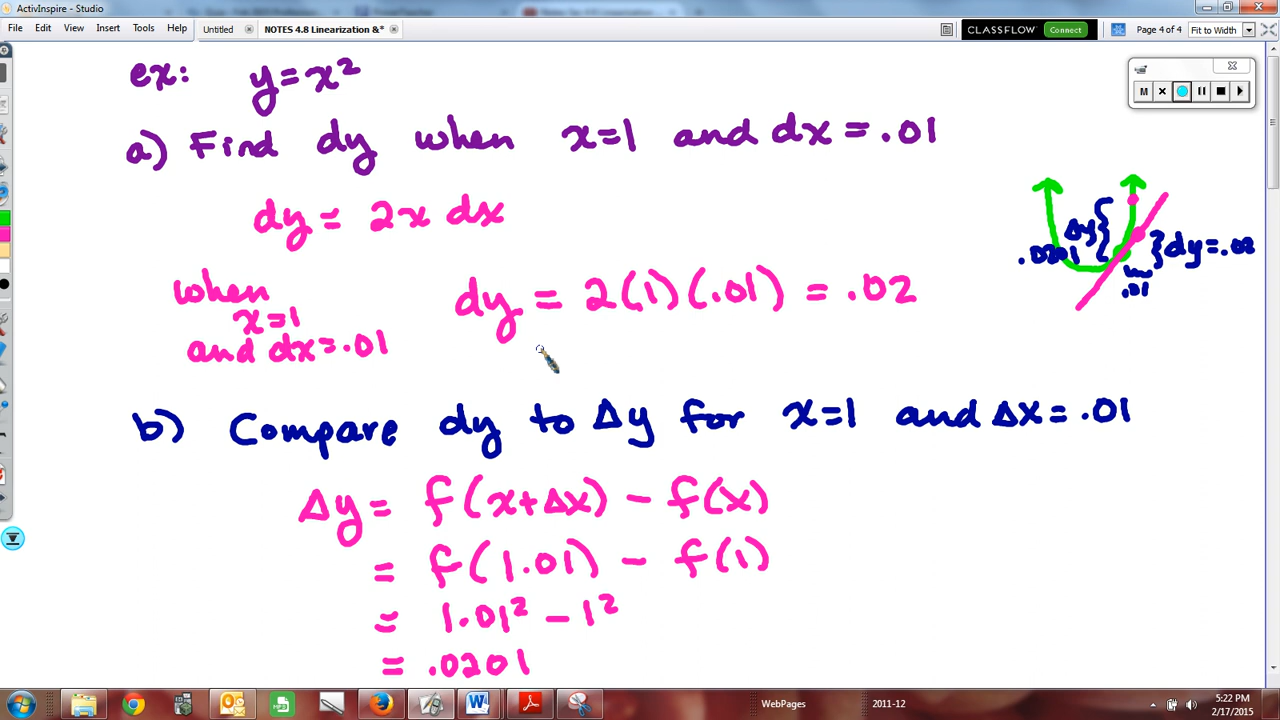 ActivInspire - Studio
File Edit View Insert Tools Help Untitled NOTES 4.8 Linearization &* CLASSFLOW Connect Page 4 of 4 Fit to Width
M
ex: y=x²
a) Find dy when x=1 and dx = .01
dy = 2x dx
when
x=1
and dx=.01
dy = 2(1)(.01) = .02
Δy
.0201
dy=.02
.01
b) Compare dy to Δy for x=1 and Δx = .01
Δy = f(x+Δx) - f(x)
= f(1.01) - f(1)
= 1.01² - 1²
= .0201
WebPages 2011-12
5:22 PM
2/17/2015